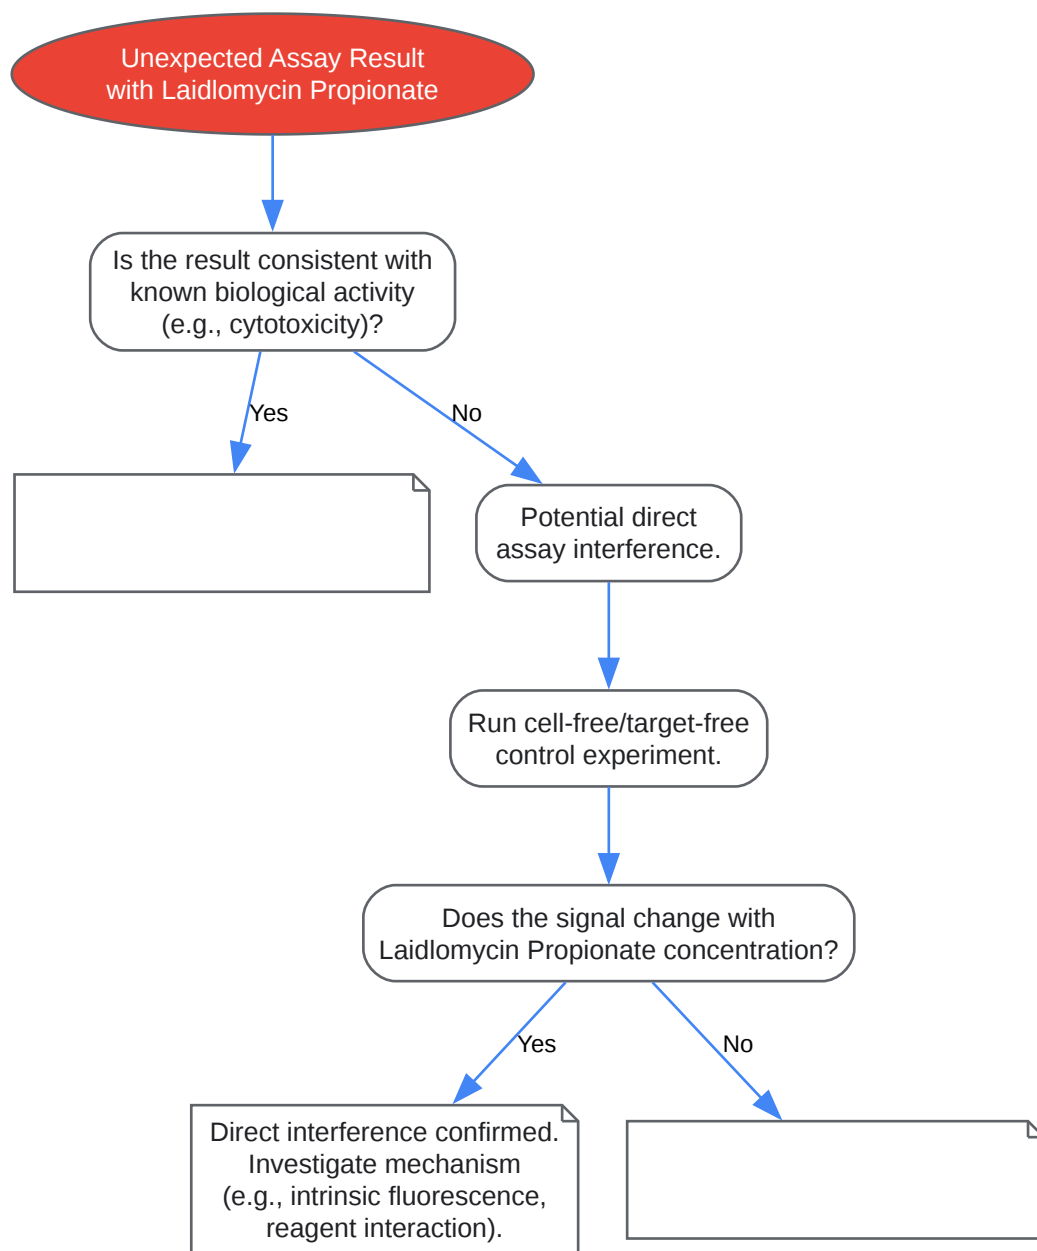 Unexpected Assay Result
with Laidlomycin Propionate
Is the result consistent with
known biological activity
(e.g., cytotoxicity)?
Yes
No
Potential direct
assay interference.
Run cell-free/target-free
control experiment.
Does the signal change with
Laidlomycin Propionate concentration?
Yes
No
Direct interference confirmed.
Investigate mechanism
(e.g., intrinsic fluorescence,
reagent interaction).